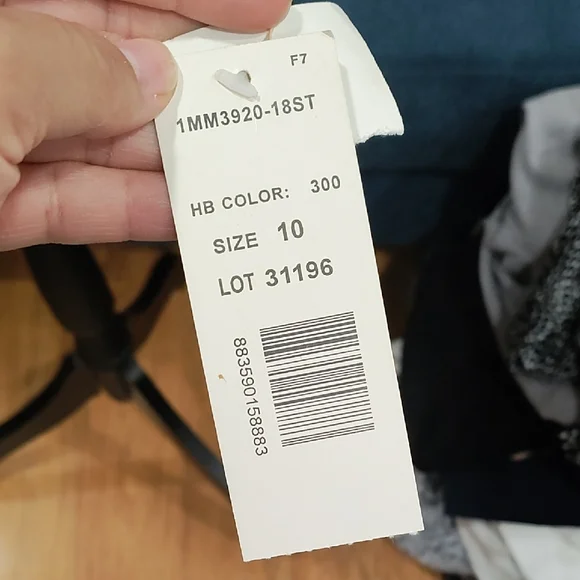 F7
1MM3920-18ST
HB COLOR: 300
SIZE 10
LOT 31196
883590158883